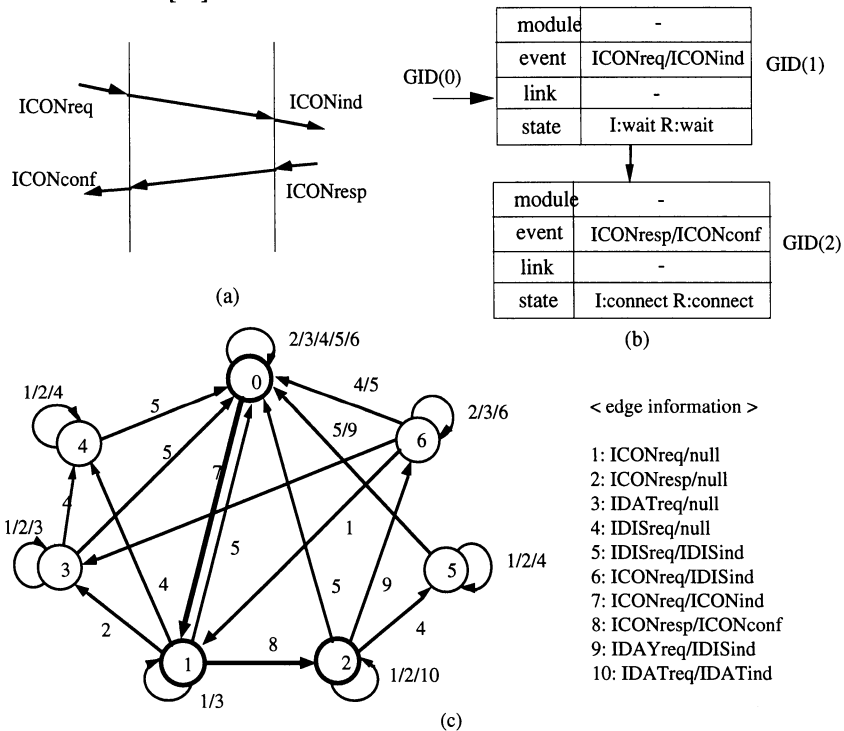 ICONreq
ICONind
ICONconf
ICONresp
(a)
GID(0)
module -
event ICONreq/ICONind
link -
state I:wait R:wait
GID(1)
module -
event ICONresp/ICONconf
link -
state I:connect R:connect
GID(2)
(b)
2/3/4/5/6
0
1/2/4
4
5
4/5
2/3/6
6
5/9
5
7
4
1/2/3
3
1
5
5
1/2/4
4
2
5
9
4
8
1
2
1/2/10
1/3
(c)
< edge information >
1: ICONreq/null
2: ICONresp/null
3: IDATreq/null
4: IDISreq/null
5: IDISreq/IDISind
6: ICONreq/IDISind
7: ICONreq/ICONind
8: ICONresp/ICONconf
9: IDAYreq/IDISind
10: IDATreq/IDATind